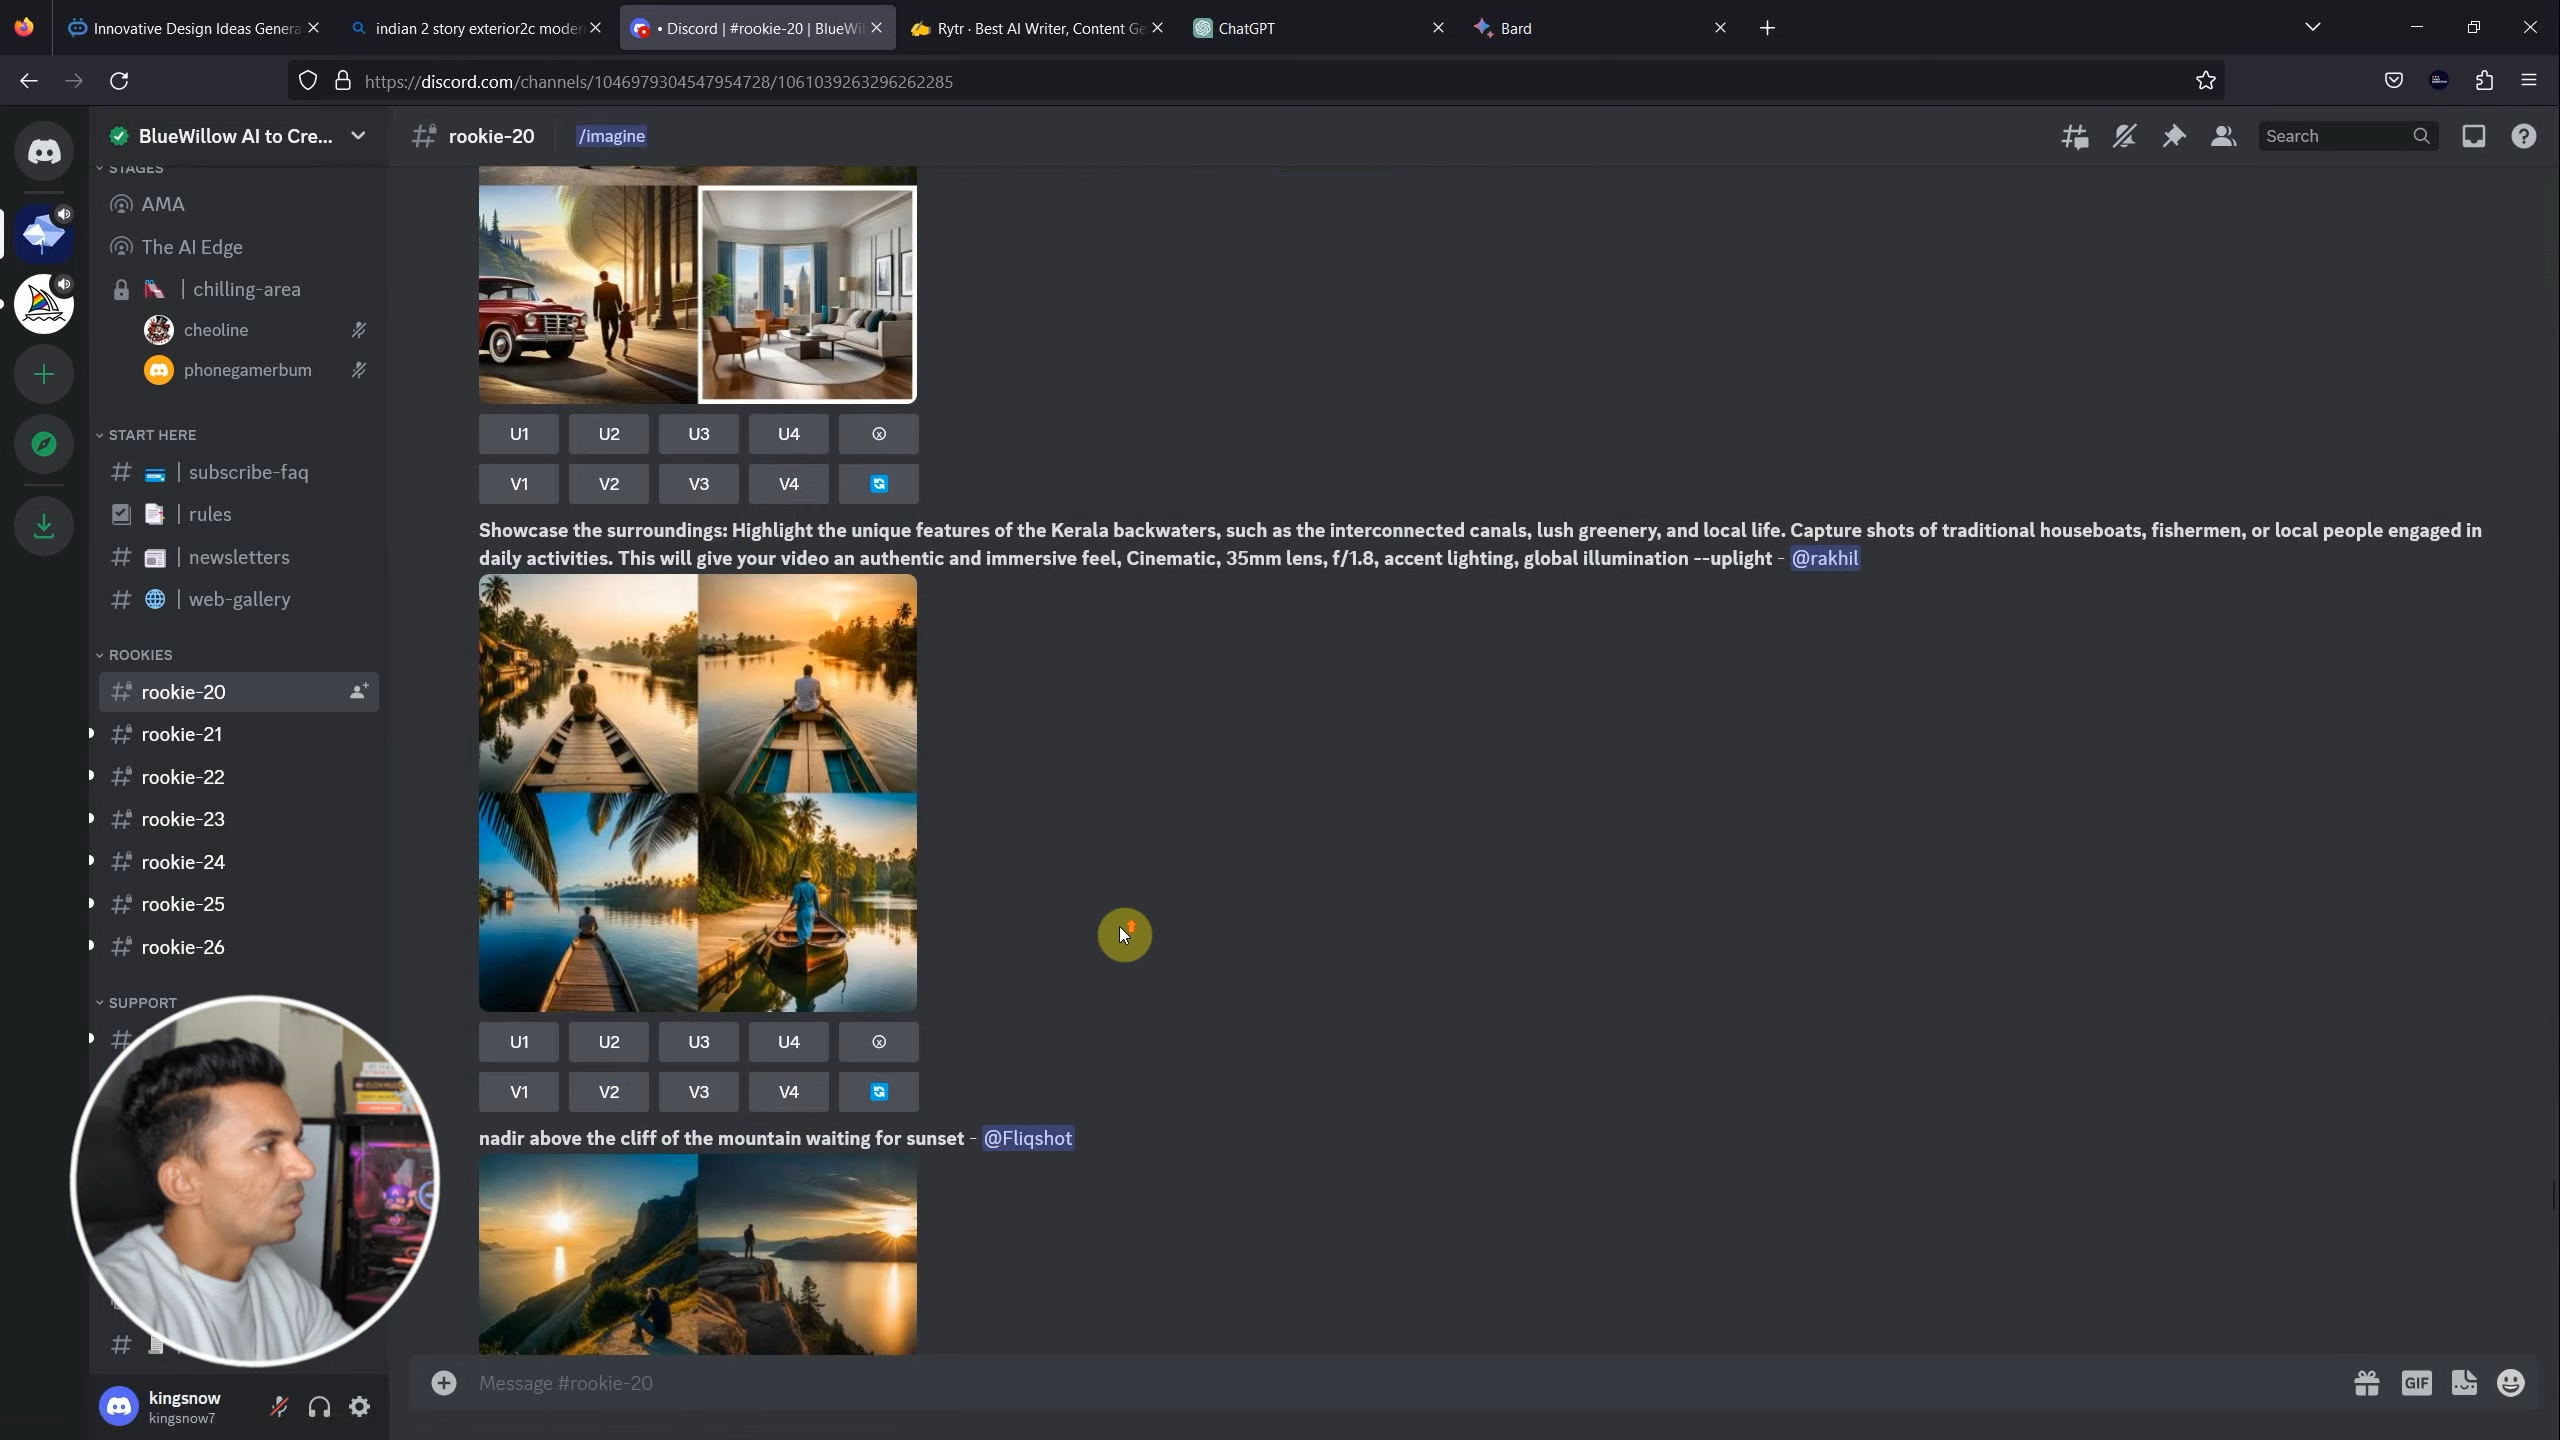 Innovative Design Ideas Genera
indian 2 story exterior2c moder
• Discord | #rookie-20 | BlueWil
Rytr · Best AI Writer, Content Ge
ChatGPT
Bard
https://discord.com/channels/1046979304547954728/1061039263296262285
BlueWillow AI to Cre...
rookie-20
/imagine
Search
STAGES
AMA
The AI Edge
| chilling-area
cheoline
phonegamerbum
START HERE
| subscribe-faq
| rules
| newsletters
| web-gallery
ROOKIES
rookie-20
rookie-21
rookie-22
rookie-23
rookie-24
rookie-25
rookie-26
SUPPORT
kingsnow
kingsnow7
U1 U2 U3 U4
V1 V2 V3 V4
Showcase the surroundings: Highlight the unique features of the Kerala backwaters, such as the interconnected canals, lush greenery, and local life. Capture shots of traditional houseboats, fishermen, or local people engaged in
daily activities. This will give your video an authentic and immersive feel, Cinematic, 35mm lens, f/1.8, accent lighting, global illumination --uplight - @rakhil
U1 U2 U3 U4
V1 V2 V3 V4
nadir above the cliff of the mountain waiting for sunset - @Fliqshot
Message #rookie-20
GIF